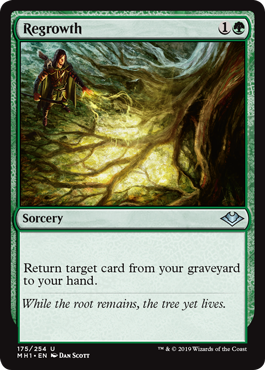 Regrowth 1
Sorcery
Return target card from your graveyard
to your hand.
While the root remains, the tree yet lives.
175/254 U
MH1 • EN Dan Scott ™ & © 2019 Wizards of the Coast